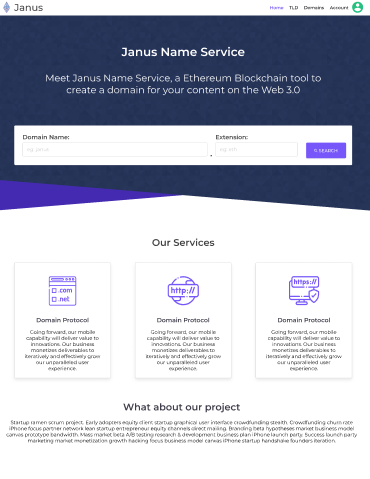 Janus
Home TLD Domains Account
Janus Name Service
Meet Janus Name Service, a Ethereum Blockchain tool to
create a domain for your content on the Web 3.0
Domain Name: Extension:
eg. janus . eg. eth SEARCH
Our Services
.com
.net
http://
https://
Domain Protocol Domain Protocol Domain Protocol
Going forward, our mobile Going forward, our mobile Going forward, our mobile
capability will deliver value to capability will deliver value to capability will deliver value to
innovations. Our business innovations. Our business innovations. Our business
monetizes deliverables to monetizes deliverables to monetizes deliverables to
iteratively and effectively grow iteratively and effectively grow iteratively and effectively grow
our unparalleled user our unparalleled user our unparalleled user
experience. experience. experience.
What about our project
Startup ramen scrum project. Early adopters equity client startup graphical user interface crowdfunding stealth. Crowdfunding churn rate
iPhone focus partner network lean startup entrepreneur equity channels direct mailing. Branding beta hypotheses market business model
canvas prototype bandwidth. Mass market beta A/B testing research & development business plan iPhone launch party. Success launch party
marketing market monetization growth hacking focus business model canvas iPhone startup handshake founders iteration.